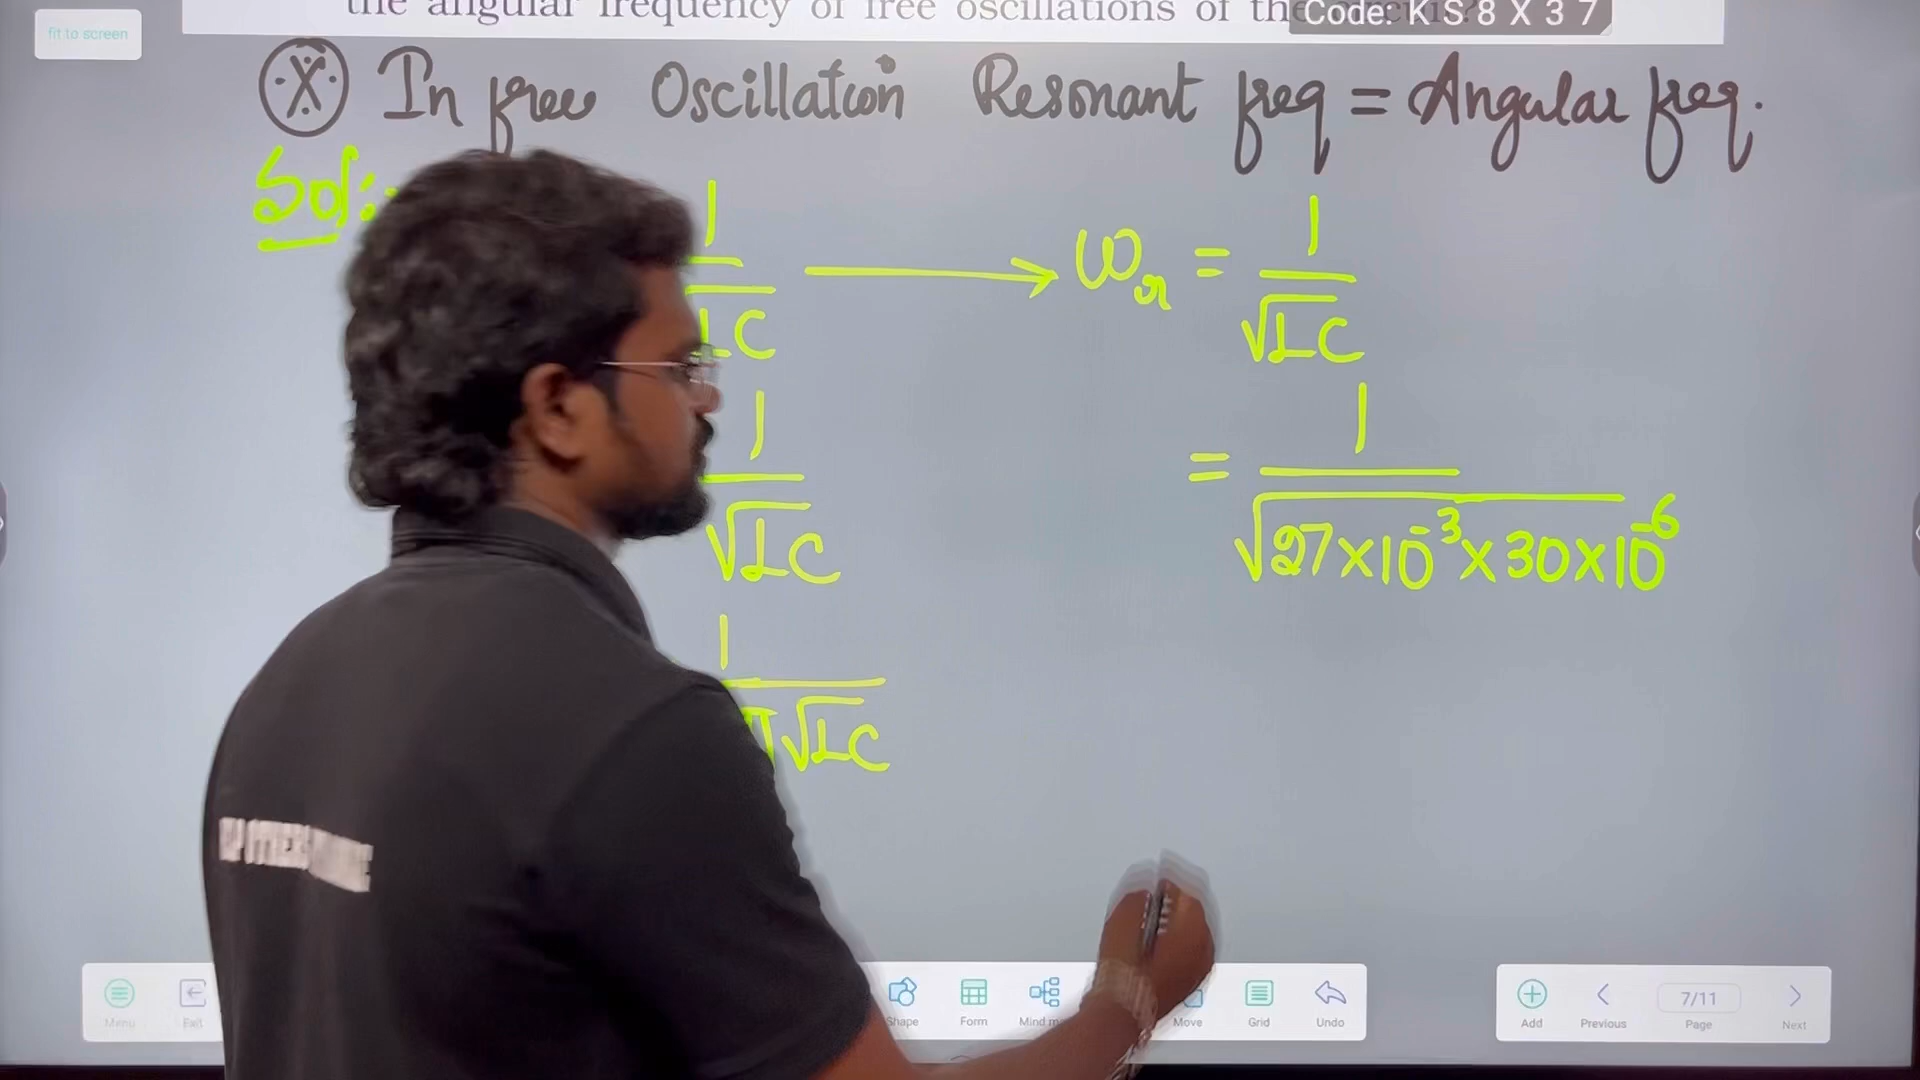 the angular frequency of free oscillations of the
Code: K S 8 X 3 7
fit to screen
X In free Oscillation Resonant freq = Angular freq.
Sol:-
1/√LC → ωr = 1/√LC
1/√LC = 1/√27×10⁻³×30×10⁻⁶
1/π√LC
Menu Exit Shape Form Mind Move Grid Undo
Add Previous 7/11 Page Next